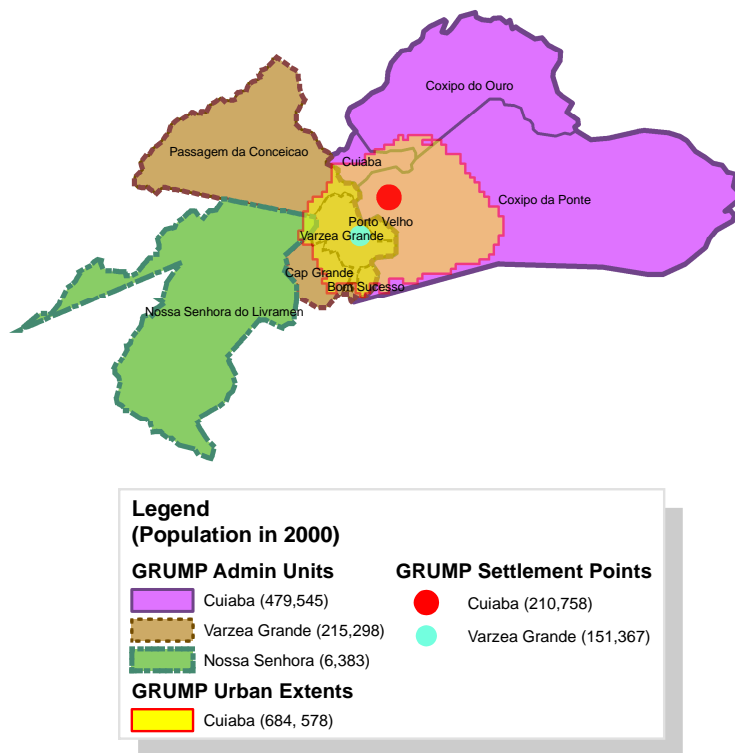 Coxipo do Ouro
Passagem da Conceicao
Cuiaba
Coxipo da Ponte
Porto Velho
Varzea Grande
Cap Grande
Bom Sucesso
Nossa Senhora do Livramen
Legend
(Population in 2000)
GRUMP Admin Units
Cuiaba (479,545)
Varzea Grande (215,298)
Nossa Senhora (6,383)
GRUMP Urban Extents
Cuiaba (684, 578)
GRUMP Settlement Points
Cuiaba (210,758)
Varzea Grande (151,367)